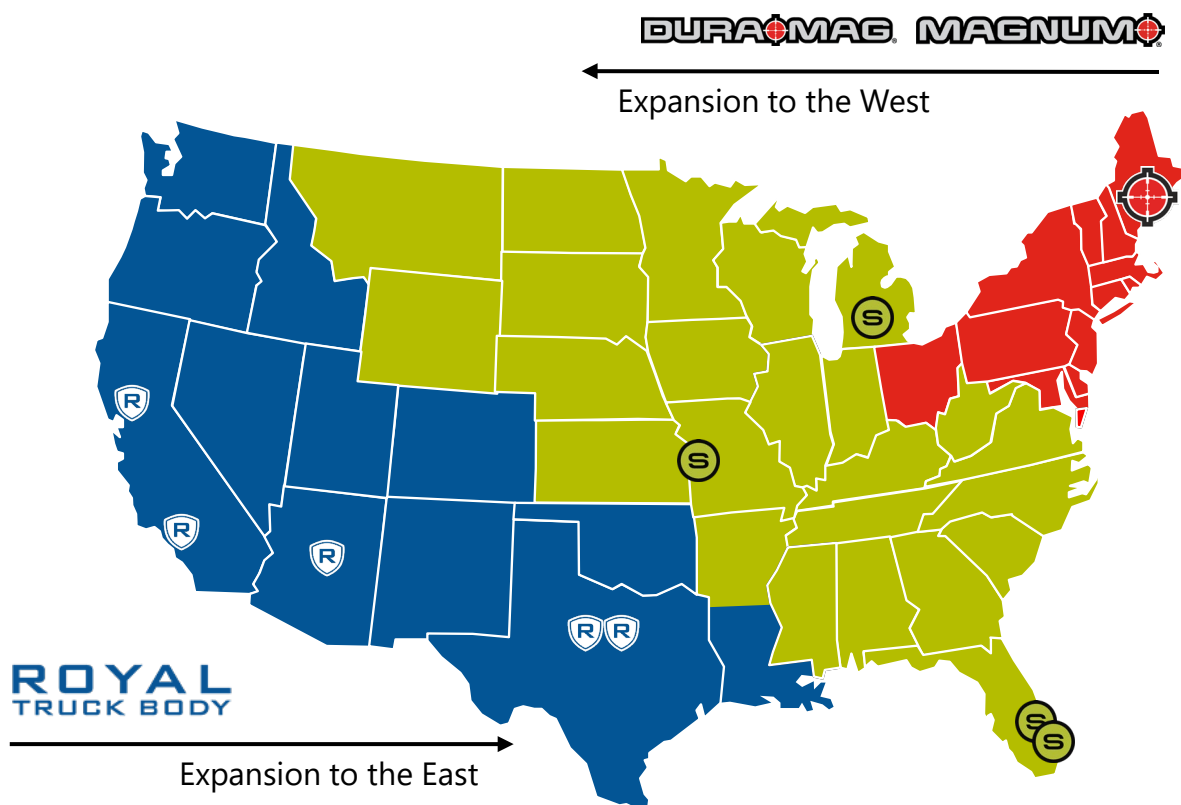 DURAMAG® MAGNUM®
Expansion to the West
S
R
S
R
R
R R
ROYAL
TRUCK BODY
S
S
Expansion to the East